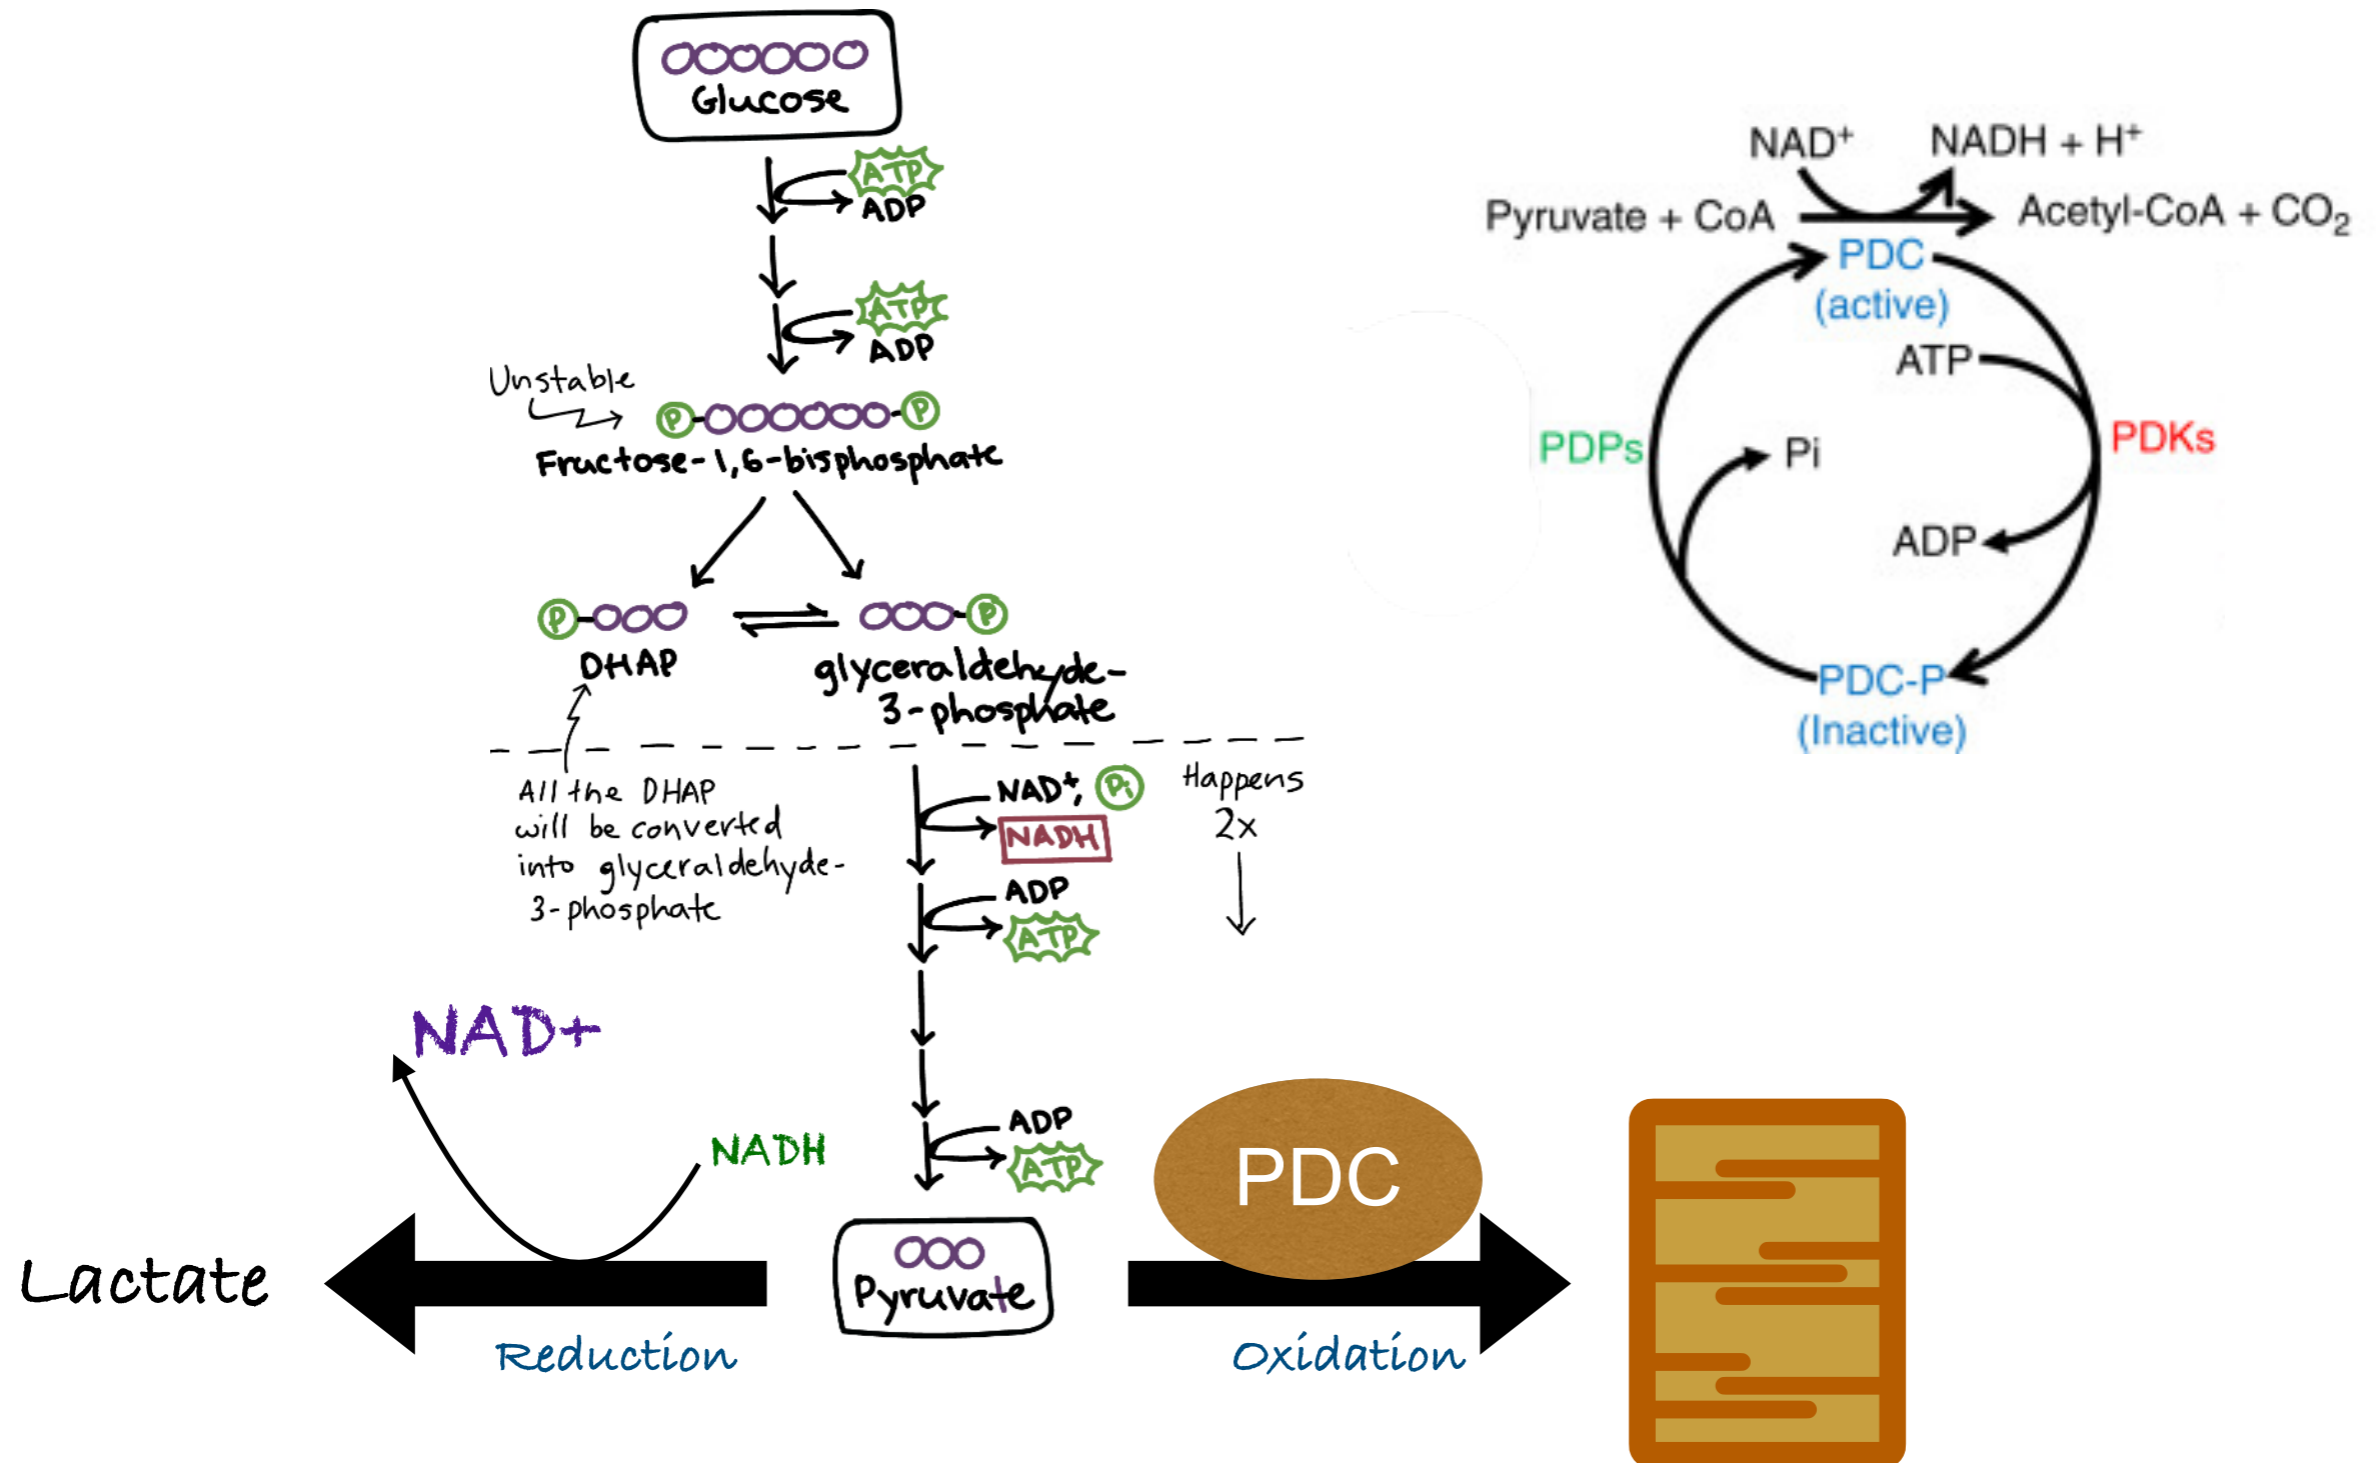 Glucose
ATP
ADP
ATP
ADP
Unstable
P
P
Fructose-1,6-bisphosphate
P
P
DHAP
glyceraldehyde-
3-phosphate
All the DHAP
will be converted
into glyceraldehyde-
3-phosphate
NAD+, Pi
NADH
Happens
2x
ADP
ATP
ADP
ATP
Pyruvate
NAD+
NADH
Lactate
Reduction
PDC
Oxidation
NAD+
NADH + H+
Pyruvate + CoA
Acetyl-CoA + CO₂
PDC
(active)
ATP
PDPs
Pi
PDKs
ADP
PDC-P
(Inactive)